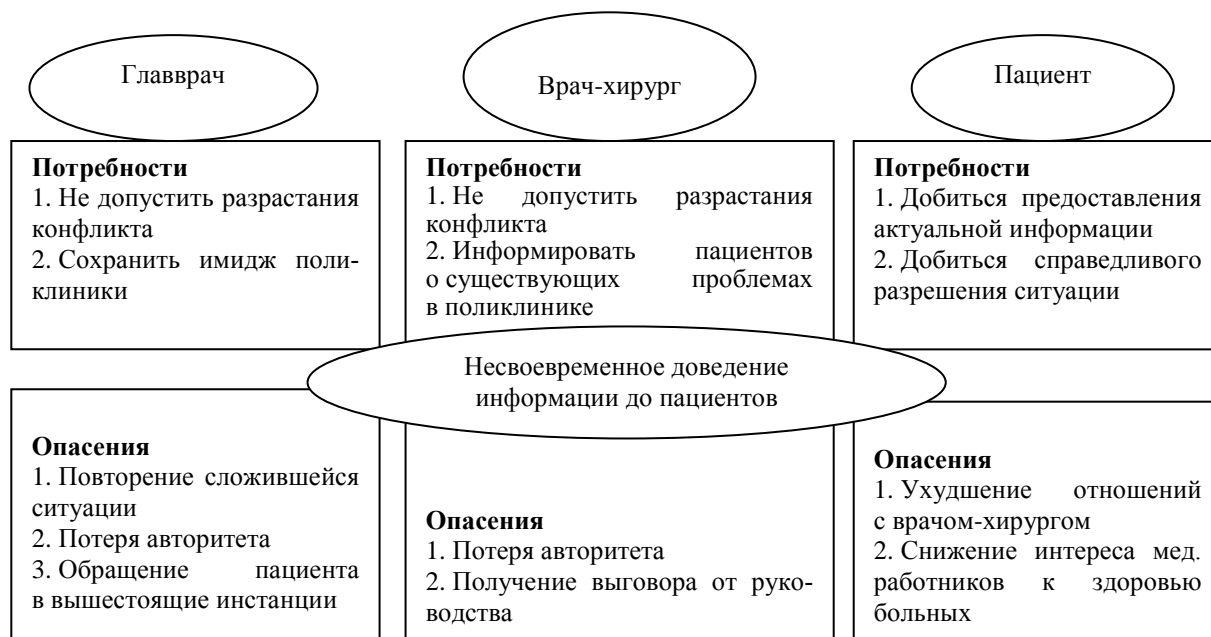 Главврач
Врач-хирург
Пациент
Потребности
1. Не допустить разрастания
конфликта
2. Сохранить имидж поли-
клиники
Потребности
1. Не допустить разрастания
конфликта
2. Информировать пациентов
о существующих проблемах
в поликлинике
Потребности
1. Добиться предоставления
актуальной информации
2. Добиться справедливого
разрешения ситуации
Несвоевременное доведение
информации до пациентов
Опасения
1. Повторение сложившейся
ситуации
2. Потеря авторитета
3. Обращение пациента
в вышестоящие инстанции
Опасения
1. Потеря авторитета
2. Получение выговора от руко-
водства
Опасения
1. Ухудшение отношений
с врачом-хирургом
2. Снижение интереса мед.
работников к здоровью
больных